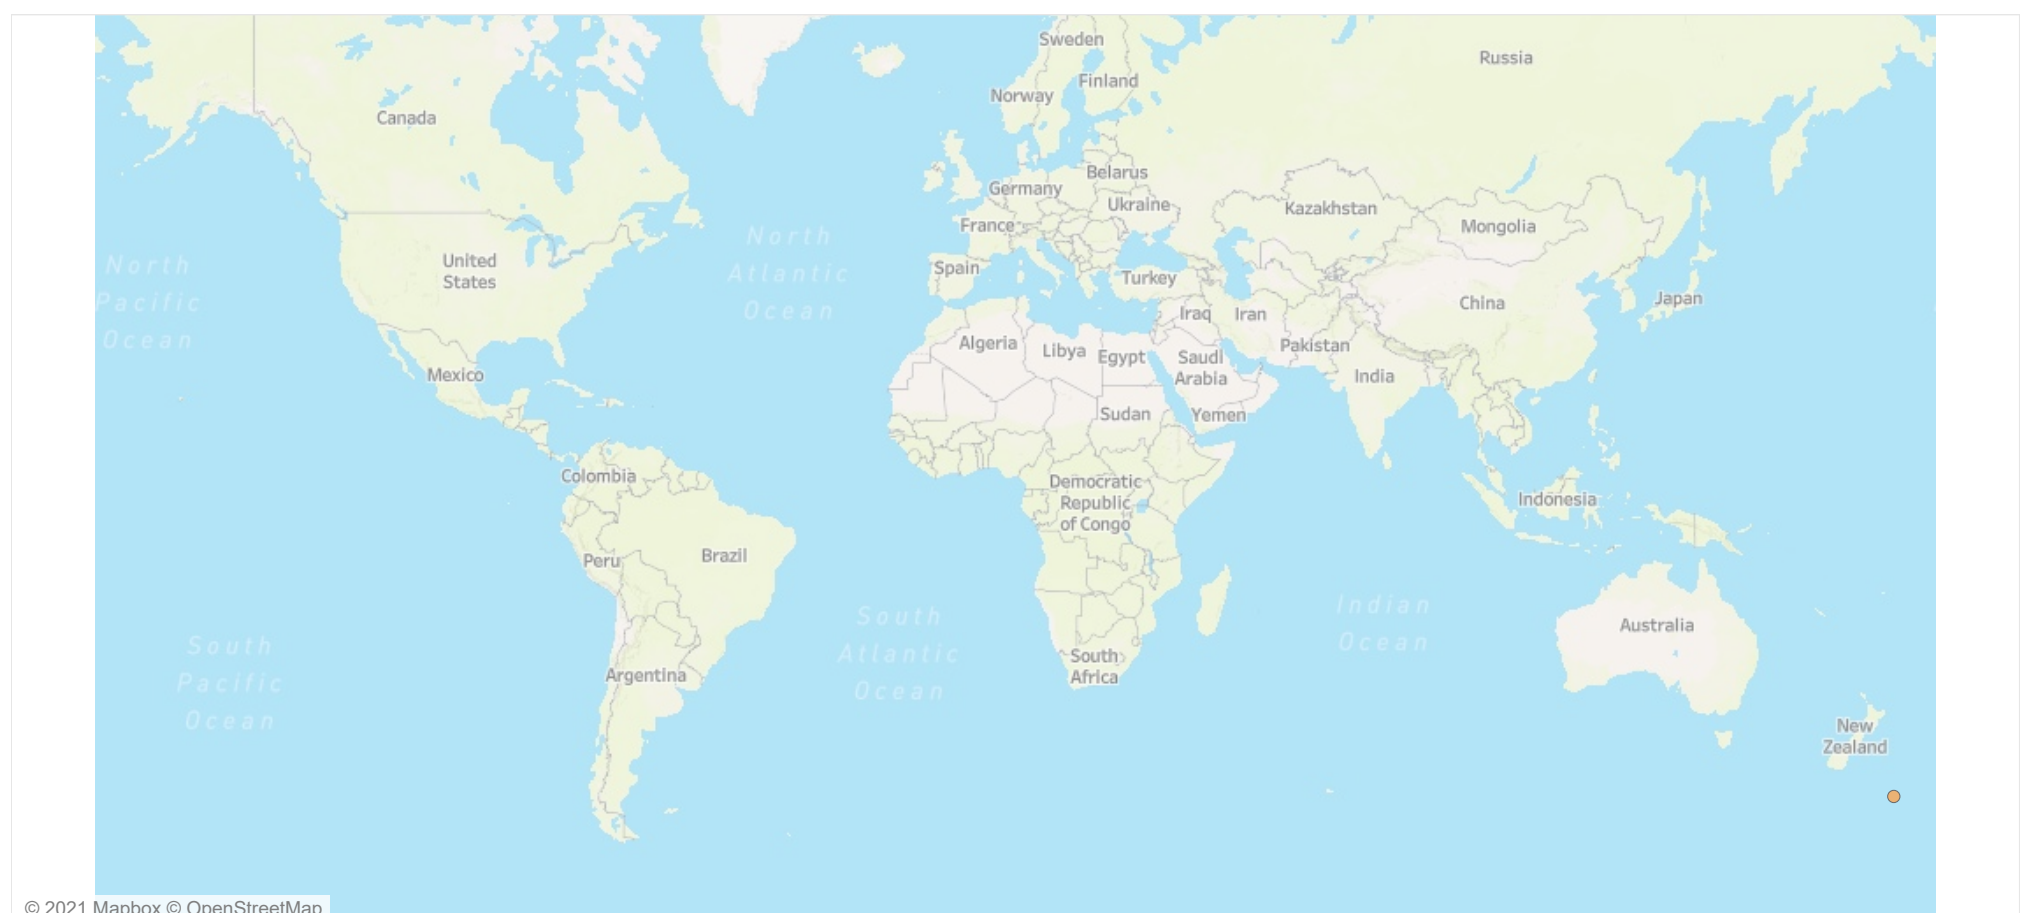 Sweden
Russia
Finland
Norway
Canada
Belarus
Germany
Ukraine
Kazakhstan
France
Mongolia
North
Atlantic
Ocean
North
Pacific
Ocean
United
States
Spain
Turkey
China
Japan
Iraq
Iran
Algeria
Libya
Egypt
Pakistan
Saudi
Arabia
India
Mexico
Sudan
Yemen
Colombia
Democratic
Republic
of Congo
Indonesia
Peru
Brazil
South
Atlantic
Ocean
Indian
Ocean
Australia
South
Pacific
Ocean
South
Africa
Argentina
New
Zealand
© 2021 Mapbox © OpenStreetMap